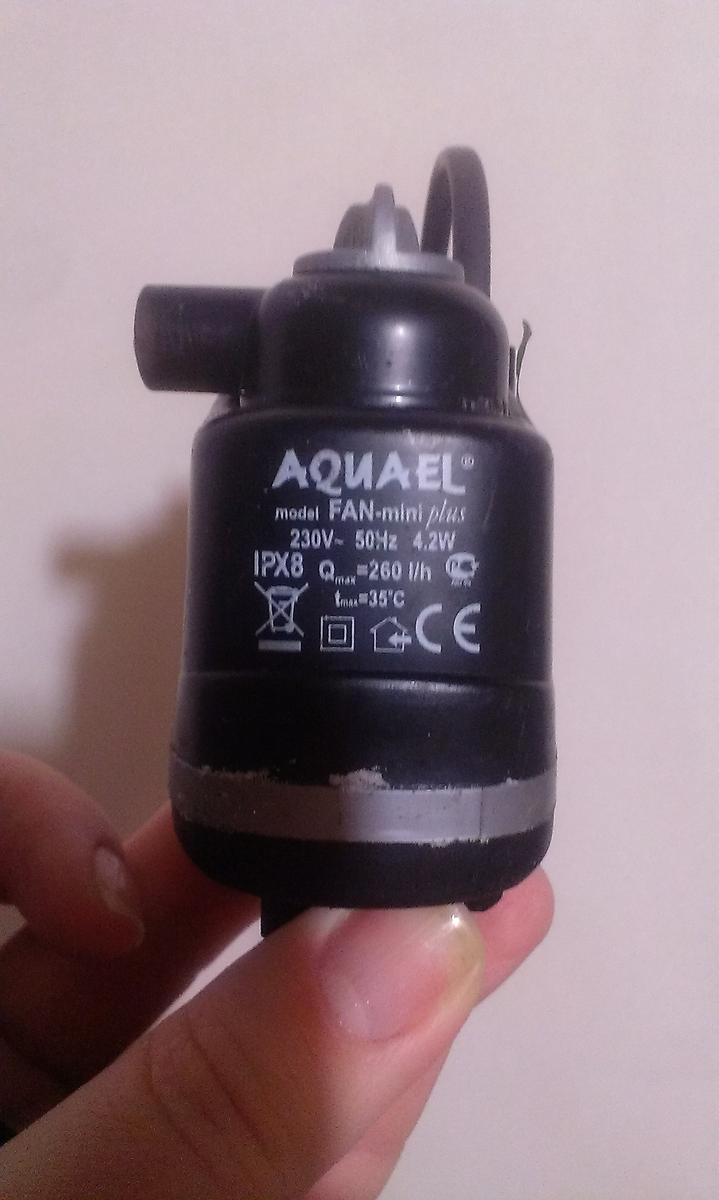 AQUAEL®
model FAN-mini plus
230V~ 50Hz 4.2W
IPX8 Qmax=260 l/h
tmax=35°C
CE